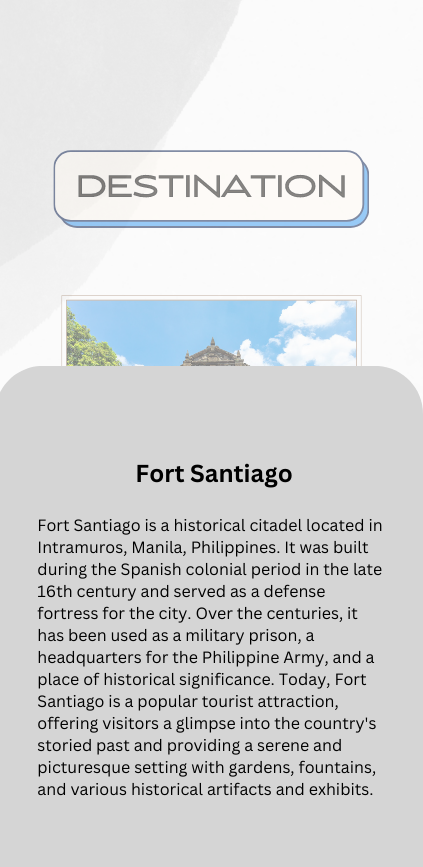 DESTINATION
Fort Santiago
Fort Santiago is a historical citadel located in
Intramuros, Manila, Philippines. It was built
during the Spanish colonial period in the late
16th century and served as a defense
fortress for the city. Over the centuries, it
has been used as a military prison, a
headquarters for the Philippine Army, and a
place of historical significance. Today, Fort
Santiago is a popular tourist attraction,
offering visitors a glimpse into the country's
storied past and providing a serene and
picturesque setting with gardens, fountains,
and various historical artifacts and exhibits.